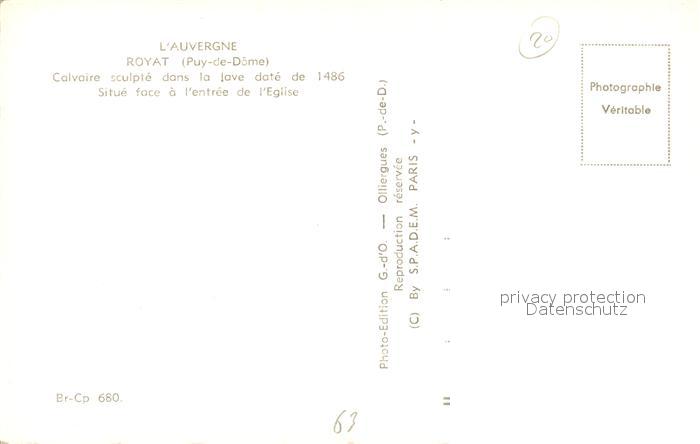 L'AUVERGNE
ROYAT (Puy-de-Dôme)
Calvaire sculpté dans la lave daté de 1486
Situé face à l'entrée de l'Eglise
Br-Cp 680.
Photo-Edition G.-d'O. — Olliergues (P.-de-D.)
Reproduction réservée
(C) By S.P.A.D.E.M. PARIS -y-
20
Photographie
Véritable
privacy protection
Datenschutz
63